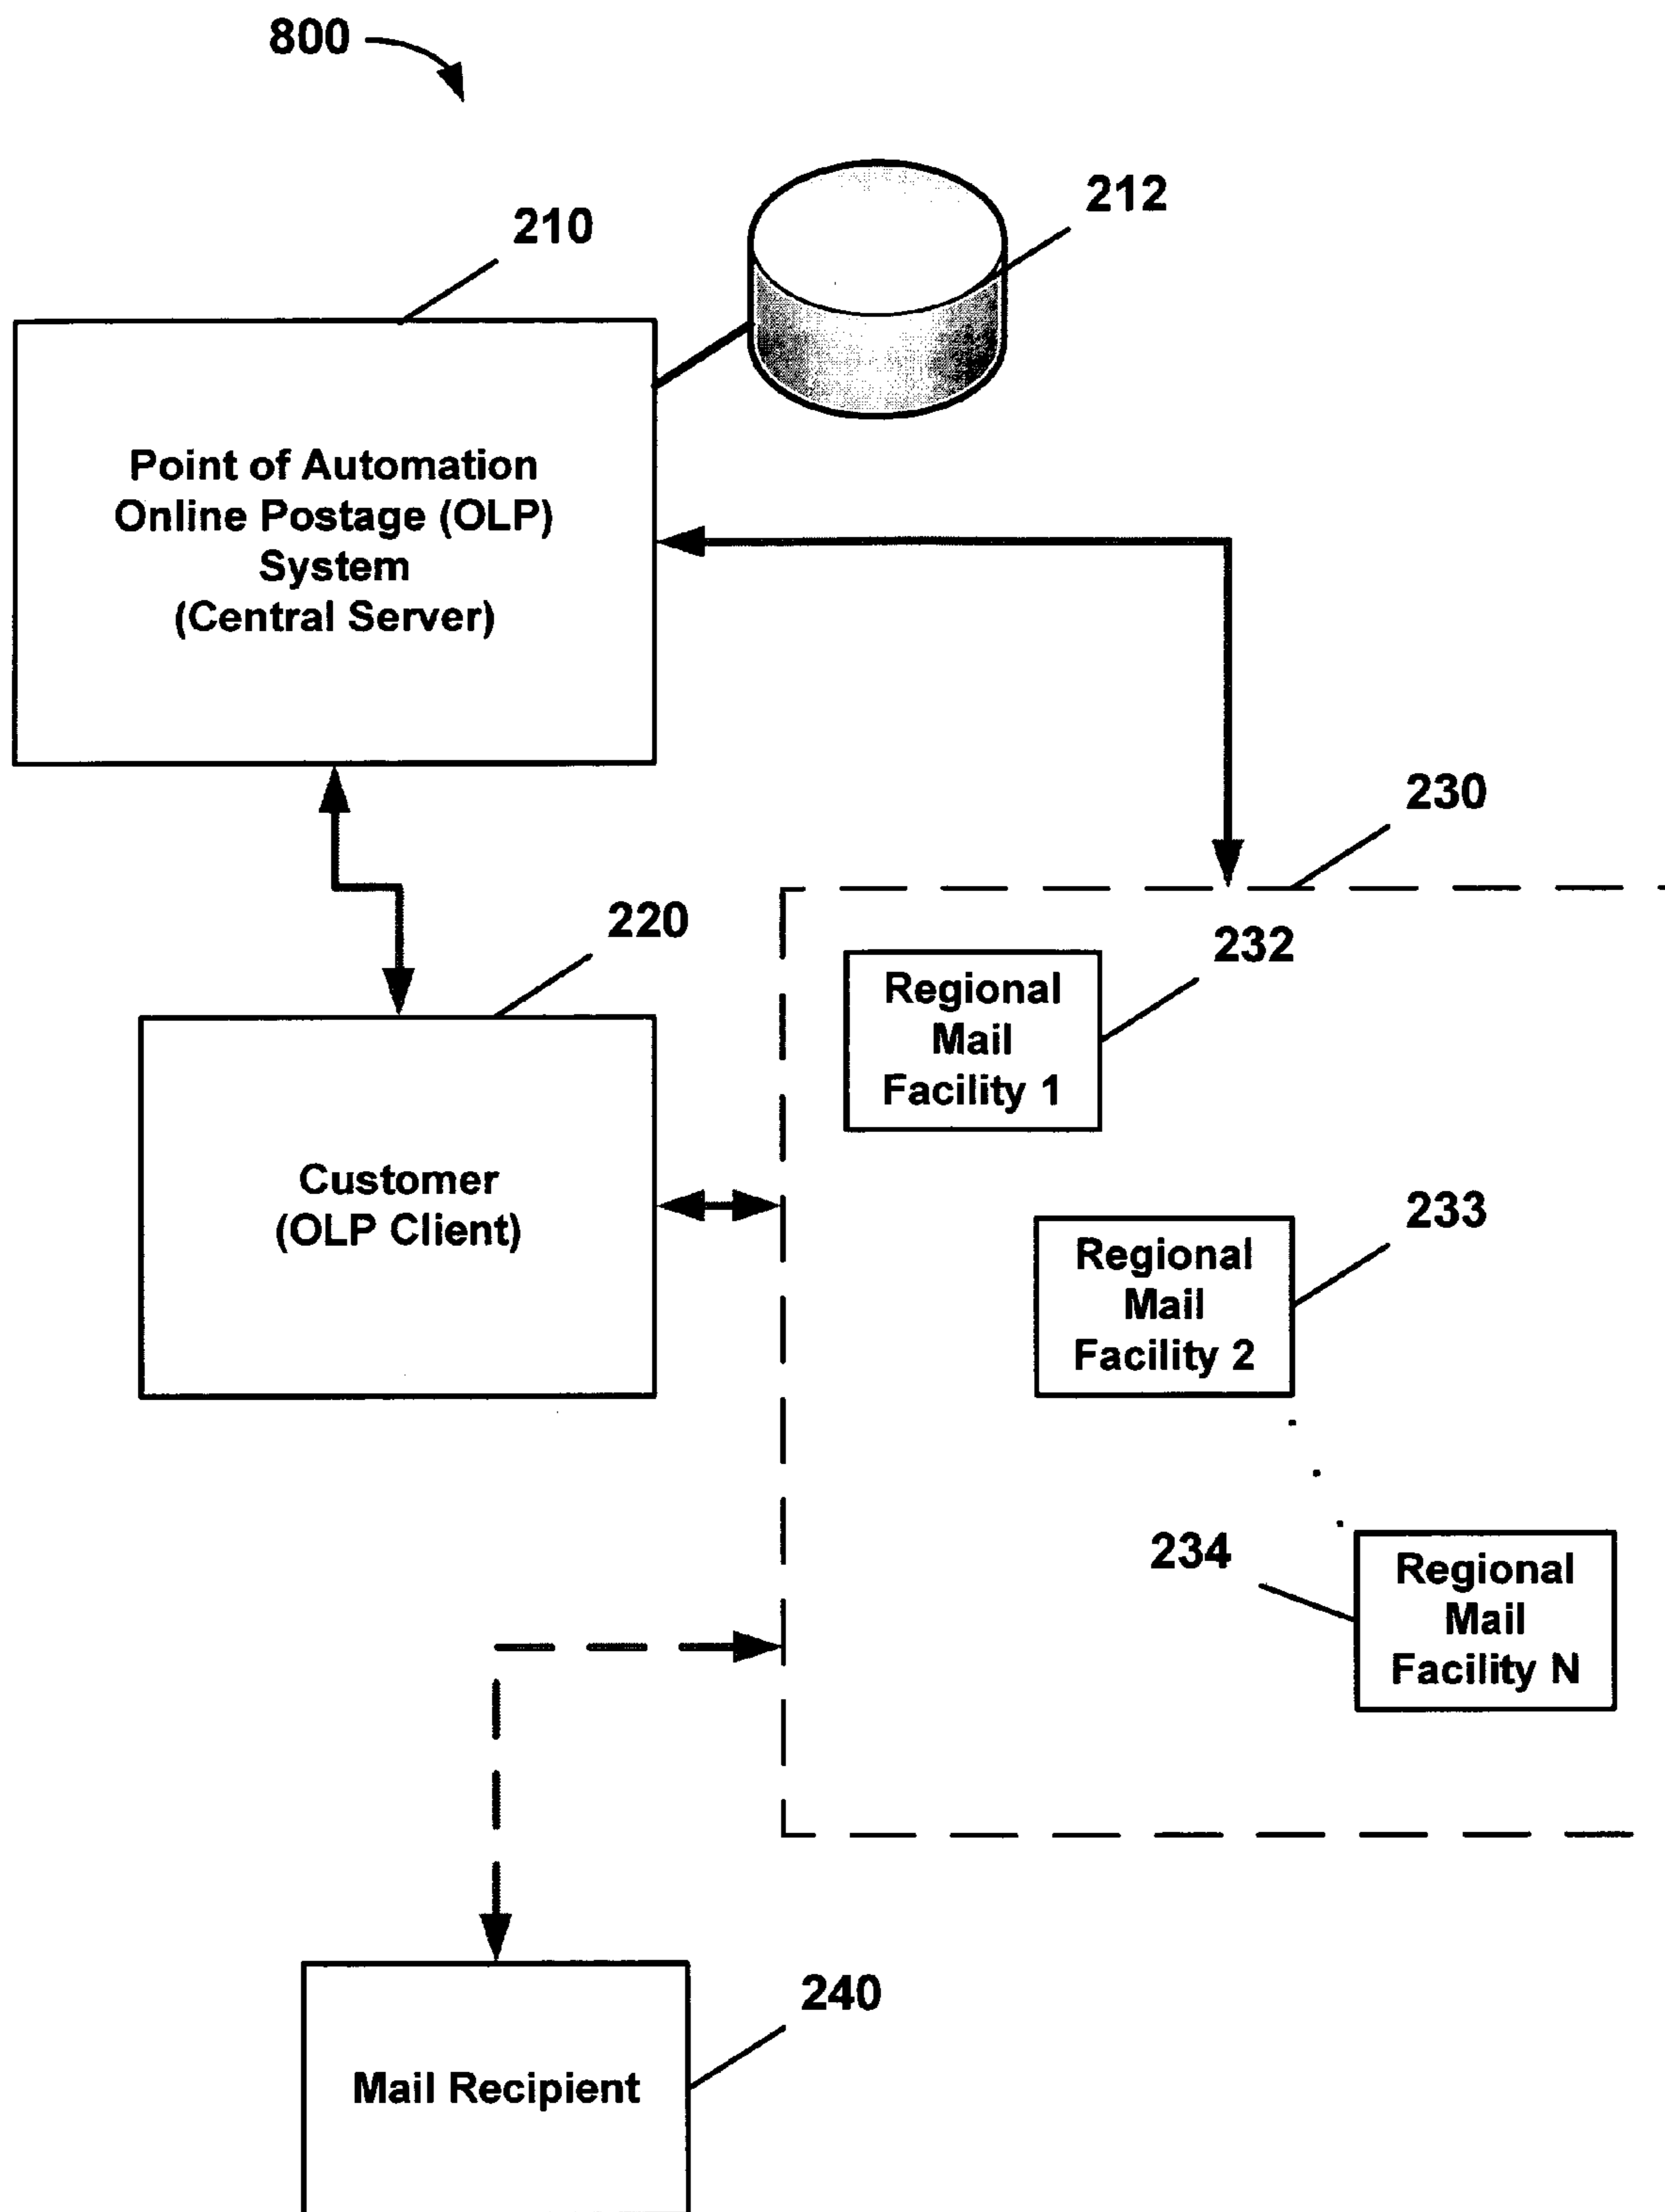 800
212
210
Point of Automation
Online Postage (OLP)
System
(Central Server)
230
220
232
Regional
Mail
Facility 1
Customer
(OLP Client)
233
Regional
Mail
Facility 2
234
Regional
Mail
Facility N
240
Mail Recipient